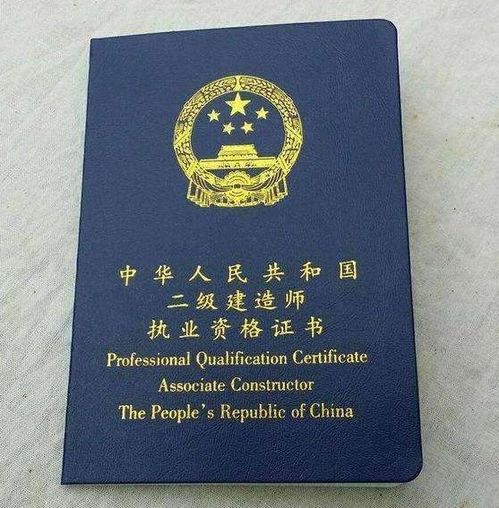 中华人民共和国
二级建造师
执业资格证书
Professional Qualification Certificate
Associate Constructor
The People's Republic of China